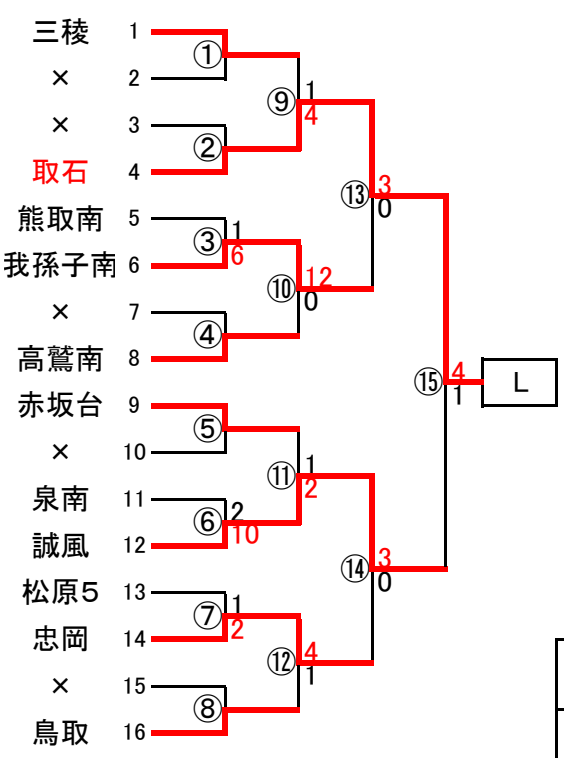 三稜 1
①
× 2
⑨ 1
4
× 3
②
取石 4
⑬ 3
0
熊取南 5
③ 1
6
我孫子南 6
⑩ 12
0
× 7
④
高鷲南 8
⑮ 4
1
L
赤坂台 9
⑤
× 10
⑪ 1
2
泉南 11
⑥ 2
10
誠風 12
⑭ 3
0
松原5 13
⑦ 1
2
忠岡 14
⑫ 4
1
× 15
⑧
鳥取 16